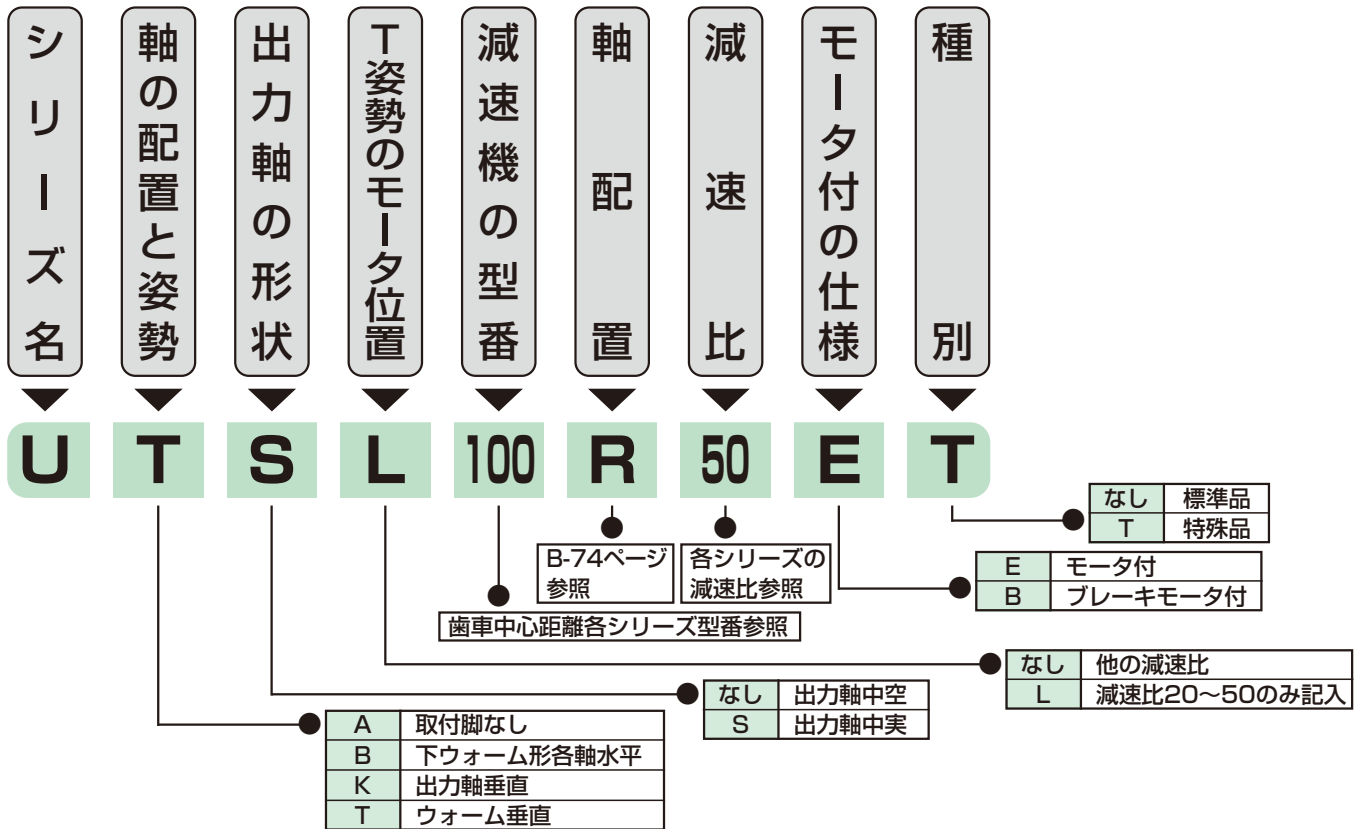 シリーズ名
軸の配置と姿勢
出力軸の形状
T姿勢のモータ位置
減速機の型番
軸配置
減速比
モータ付の仕様
種別
U T S L 100 R 50 E T
なし 標準品
T 特殊品
B-74ページ
参照
各シリーズの
減速比参照
E モータ付
B ブレーキモータ付
歯車中心距離各シリーズ型番参照
なし 他の減速比
L 減速比20～50のみ記入
なし 出力軸中空
S 出力軸中実
A 取付脚なし
B 下ウォーム形各軸水平
K 出力軸垂直
T ウォーム垂直